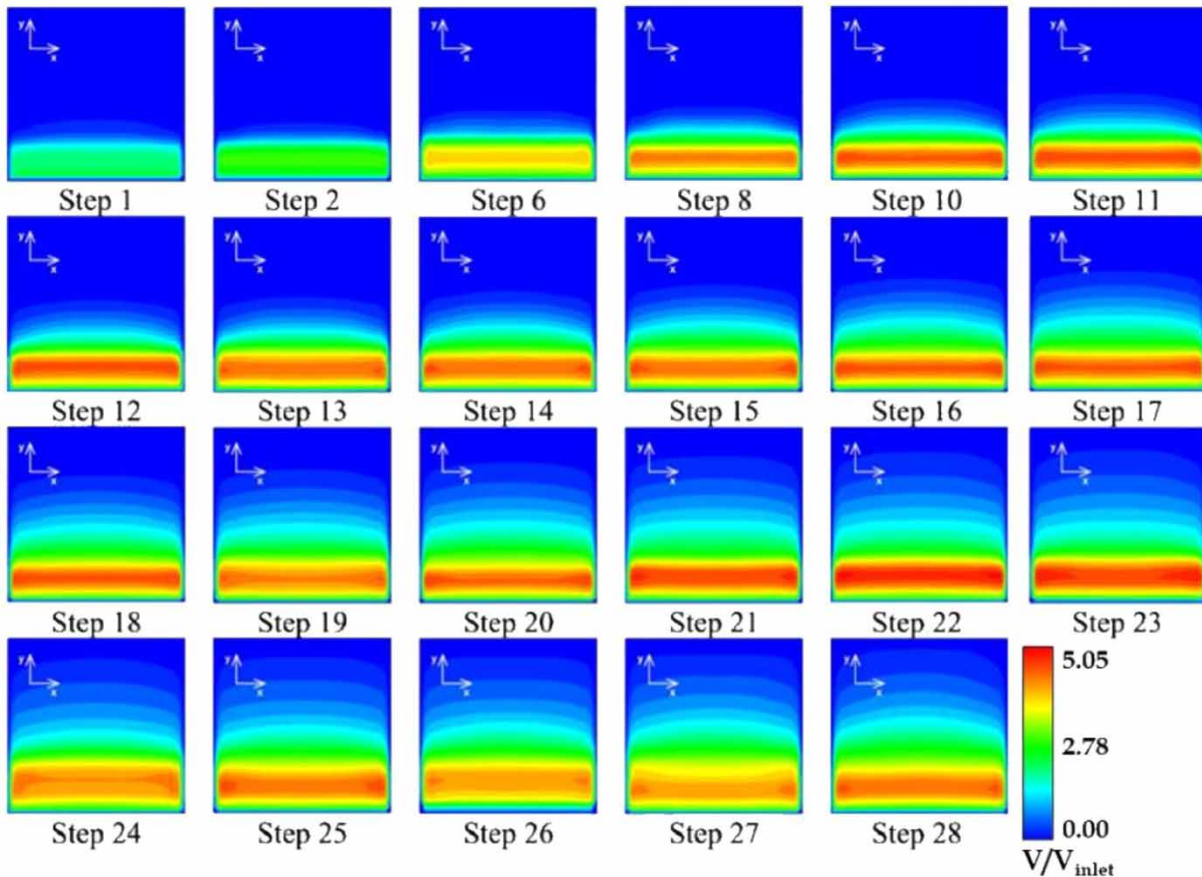 y y y y y y
x x x x x x
Step 1 Step 2 Step 6 Step 8 Step 10 Step 11
y y y y y y
x x x x x x
Step 12 Step 13 Step 14 Step 15 Step 16 Step 17
y y y y y y
x x x x x x
Step 18 Step 19 Step 20 Step 21 Step 22 Step 23
y y y y y
x x x x x
Step 24 Step 25 Step 26 Step 27 Step 28
5.05
2.78
0.00
V/Vinlet